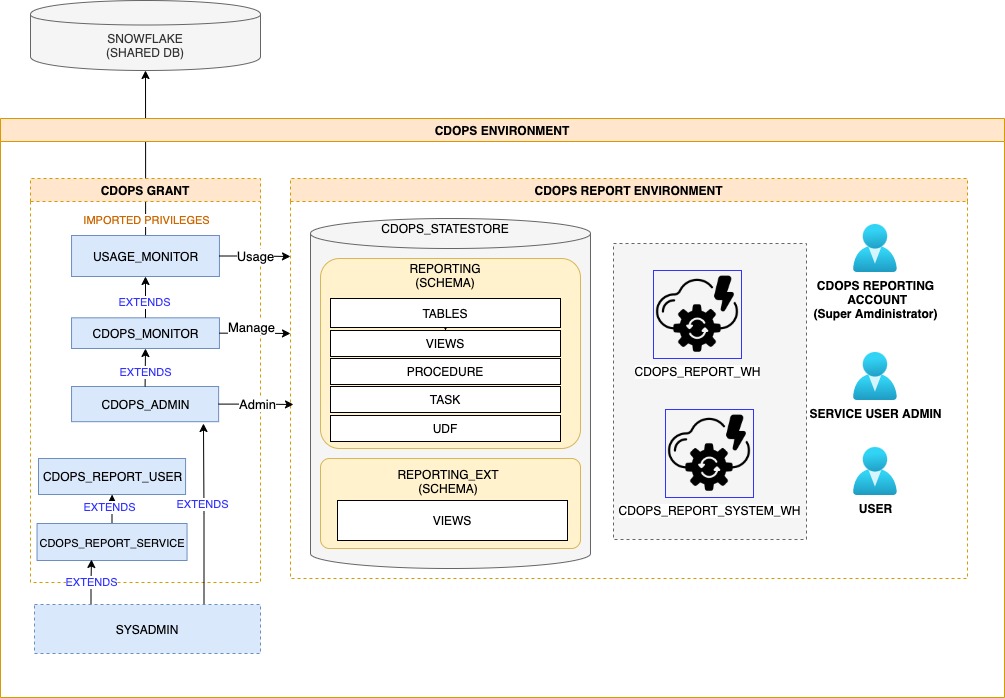 SNOWFLAKE
(SHARED DB)
CDOPS ENVIRONMENT
CDOPS GRANT
IMPORTED PRIVILEGES
USAGE_MONITOR
Usage
EXTENDS
CDOPS_MONITOR
Manage
EXTENDS
CDOPS_ADMIN
Admin
CDOPS_REPORT_USER
EXTENDS
EXTENDS
CDOPS_REPORT_SERVICE
EXTENDS
SYSADMIN
CDOPS REPORT ENVIRONMENT
CDOPS_STATESTORE
REPORTING
(SCHEMA)
TABLES
VIEWS
PROCEDURE
TASK
UDF
REPORTING_EXT
(SCHEMA)
VIEWS
CDOPS_REPORT_WH
CDOPS_REPORT_SYSTEM_WH
CDOPS REPORTING
ACCOUNT
(Super Amdinistrator)
SERVICE USER ADMIN
USER